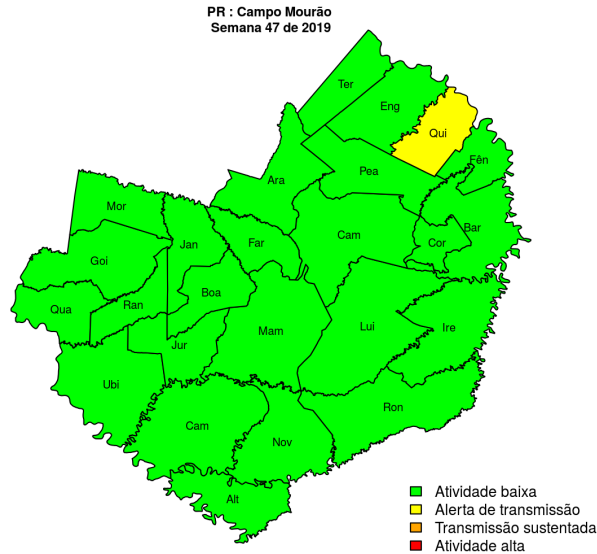 PR : Campo Mourão
Semana 47 de 2019
Ter
Eng
Qui
Fên
Pea
Ara
Mor
Bar
Cam
Cor
Far
Jan
Goi
Boa
Ran
Qua
Lui
Ire
Mam
Jur
Ubi
Ron
Cam
Nov
Alt
Atividade baixa
Alerta de transmissão
Transmissão sustentada
Atividade alta